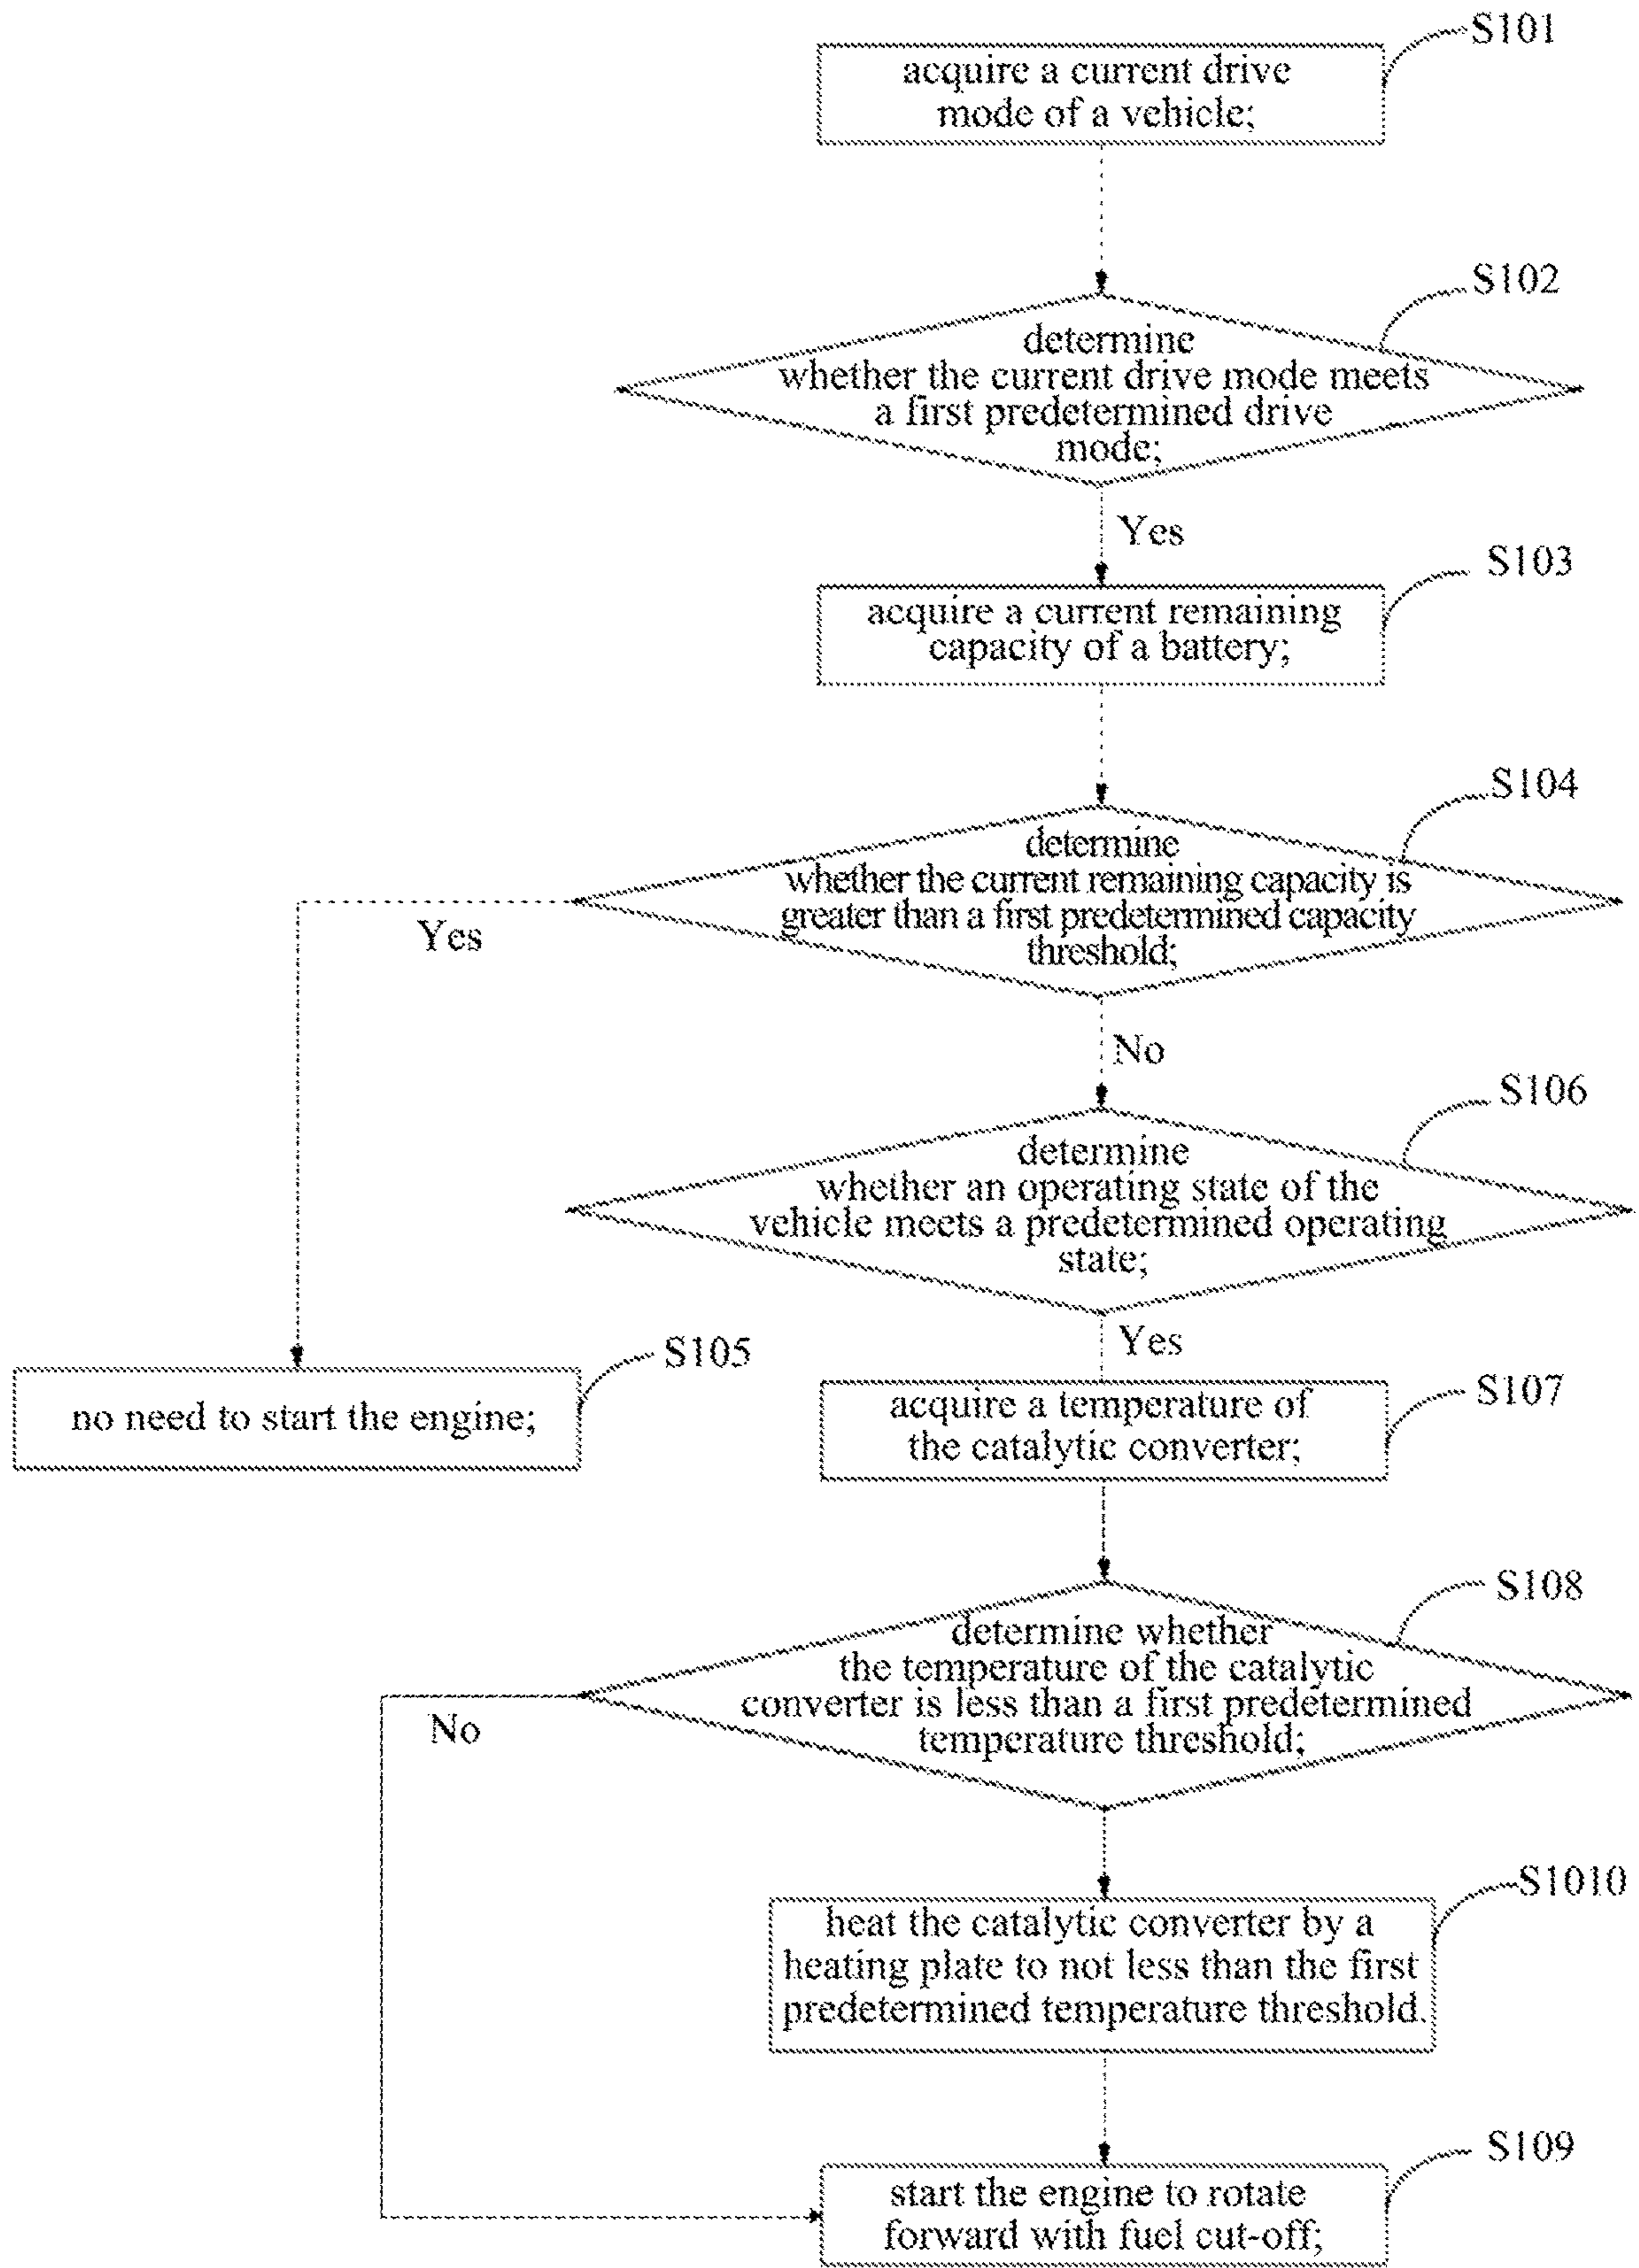 S101
acquire a current drive
mode of a vehicle;
S102
determine
whether the current drive mode meets
a first predetermined drive
mode;
Yes
S103
acquire a current remaining
capacity of a battery;
S104
determine
whether the current remaining capacity is
greater than a first predetermined capacity
threshold;
Yes
No
S106
determine
whether an operating state of the
vehicle meets a predetermined operating
state;
Yes
S105
no need to start the engine;
S107
acquire a temperature of
the catalytic converter;
S108
determine whether
the temperature of the catalytic
converter is less than a first predetermined
temperature threshold;
No
S1010
heat the catalytic converter by a
heating plate to not less than the first
predetermined temperature threshold.
S109
start the engine to rotate
forward with fuel cut-off;